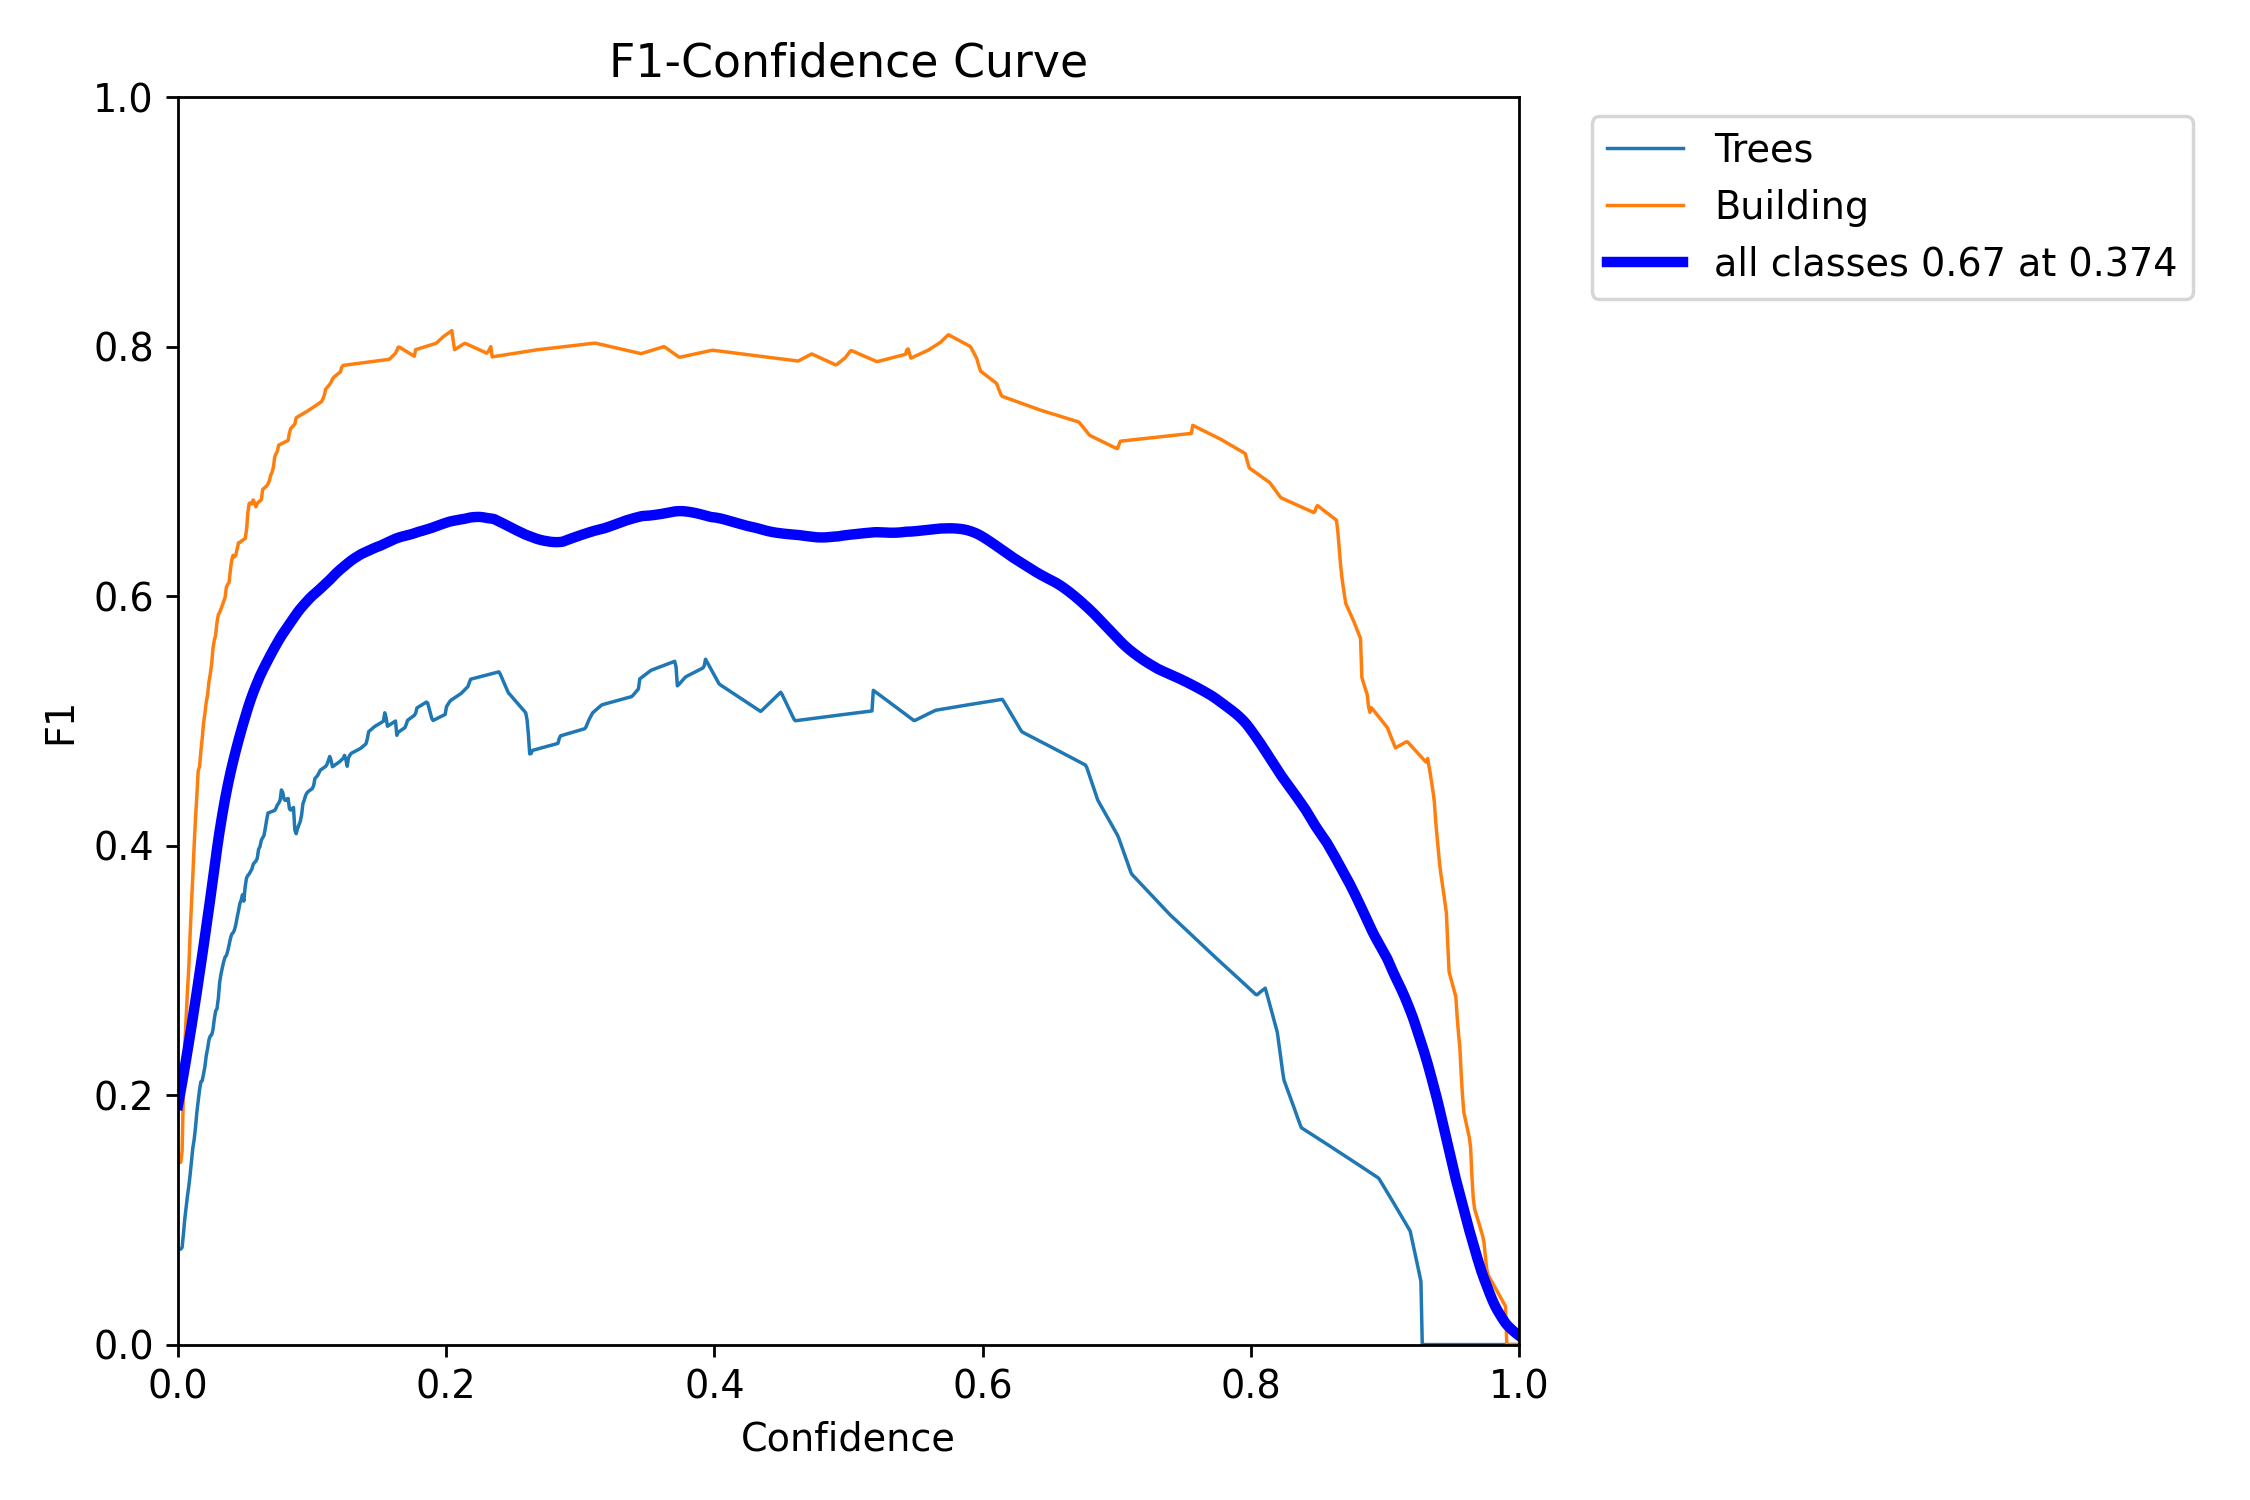 F1-Confidence Curve
1.0
0.8
0.6
0.4
0.2
0.0
F1
0.0 0.2 0.4 0.6 0.8 1.0
Confidence
Trees
Building
all classes 0.67 at 0.374